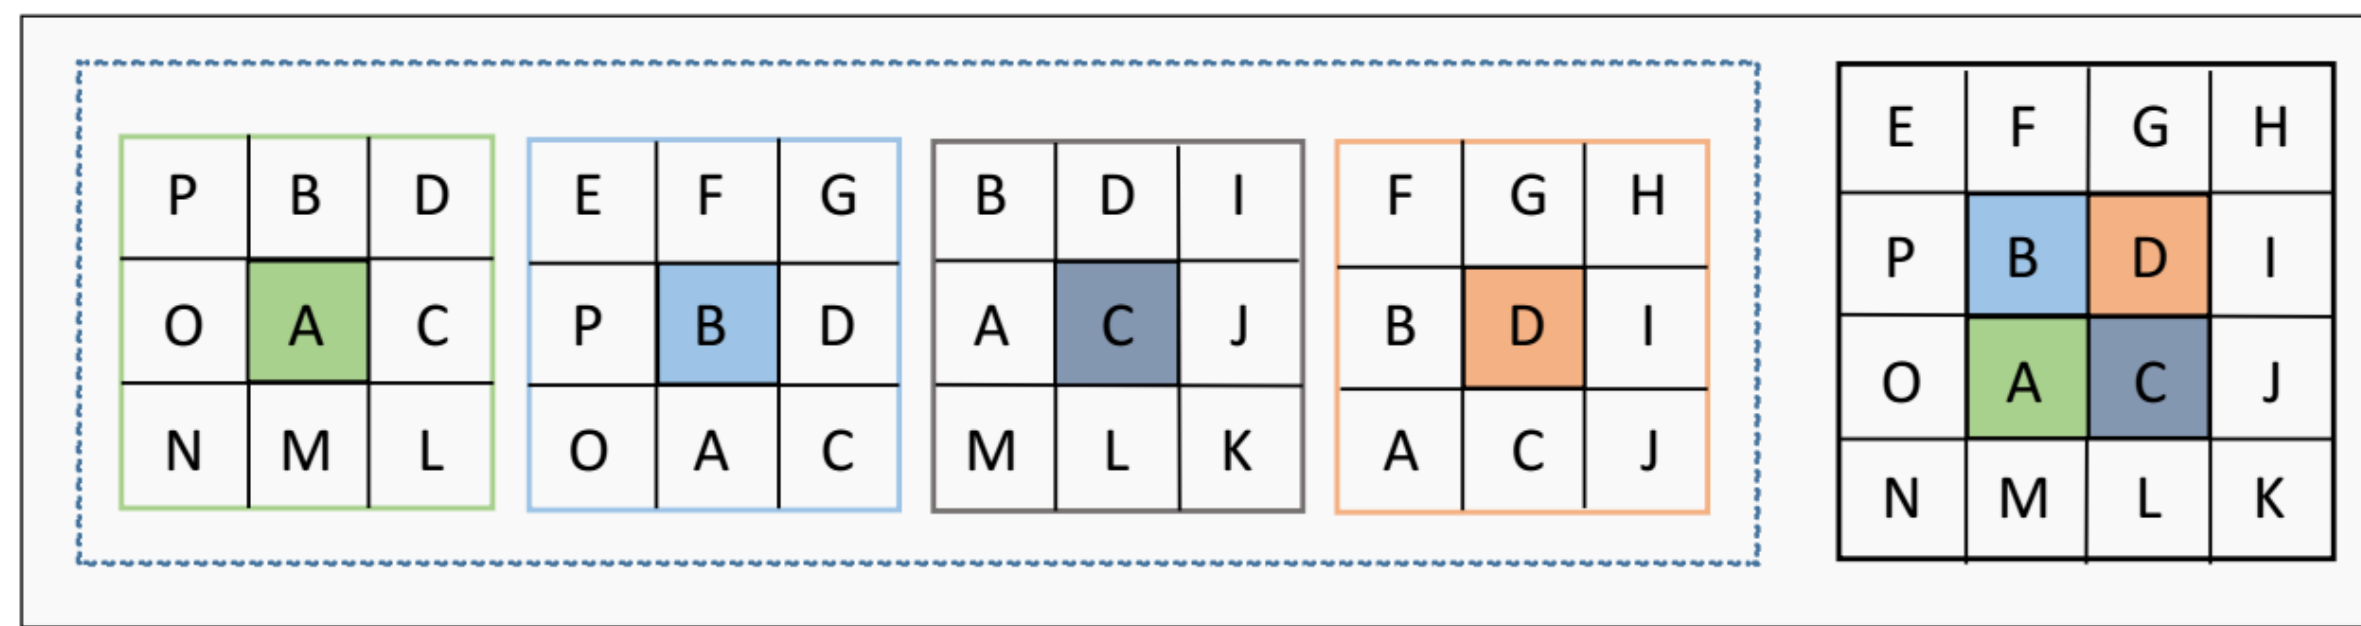 P B D
O A C
N M L
E F G
P B D
O A C
B D I
A C J
M L K
F G H
B D I
A C J
E F G H
P B D I
O A C J
N M L K